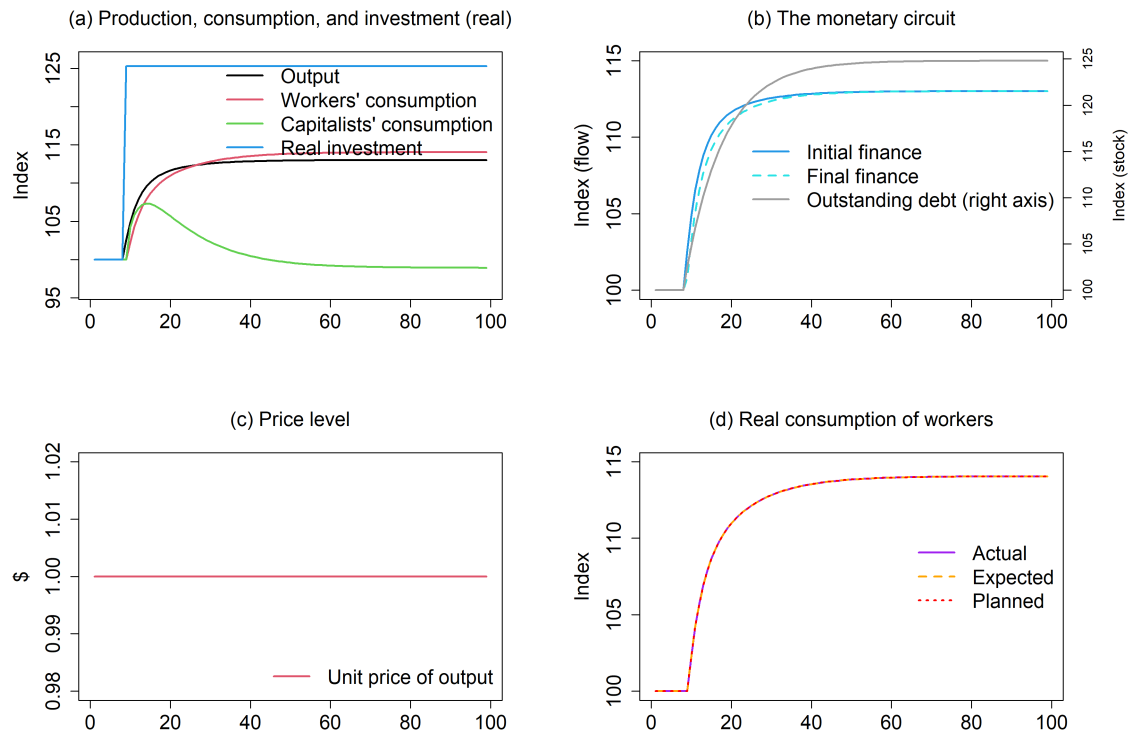 (a) Production, consumption, and investment (real)
Index
95
105
115
125
Output
Workers' consumption
Capitalists' consumption
Real investment
0 20 40 60 80 100
(b) The monetary circuit
Index (flow)
100
105
110
115
Initial finance
Final finance
Outstanding debt (right axis)
100
105
110
115
120
125
Index (stock)
0 20 40 60 80 100
(c) Price level
$
0.98
0.99
1.00
1.01
1.02
Unit price of output
0 20 40 60 80 100
(d) Real consumption of workers
Index
100
105
110
115
Actual
Expected
Planned
0 20 40 60 80 100